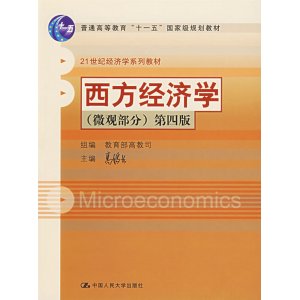 普通高等教育“十一五”国家级规划教材
21世纪经济学系列教材
西方经济学
(微观部分) 第四版
组编 教育部高教司
主编 高鸿业
Microeconomics
中国人民大学出版社